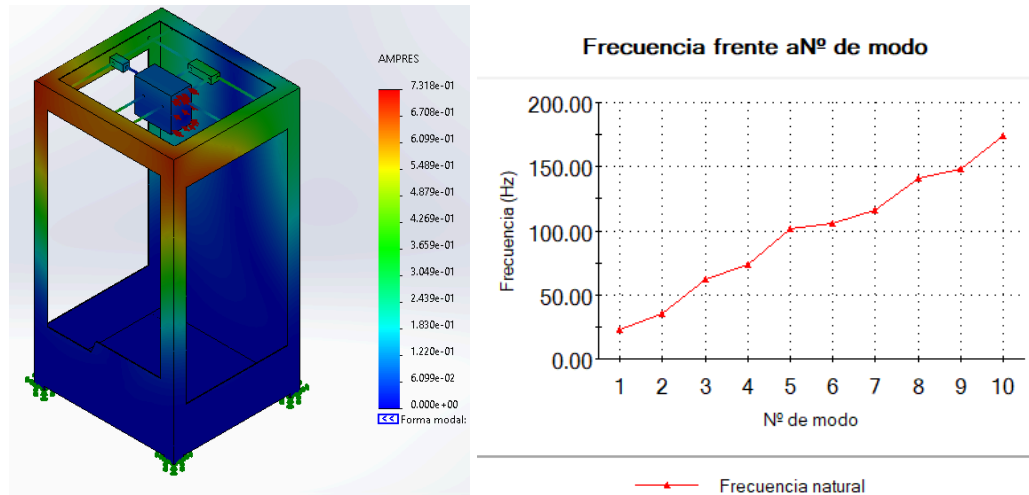 AMPRES
7.318e-01
6.708e-01
6.099e-01
5.489e-01
4.879e-01
4.269e-01
3.659e-01
3.049e-01
2.439e-01
1.830e-01
1.220e-01
6.099e-02
0.000e+00
Forma modal:
Frecuencia frente aNº de modo
200.00
150.00
100.00
50.00
0.00
Frecuencia (Hz)
1 2 3 4 5 6 7 8 9 10
Nº de modo
Frecuencia natural